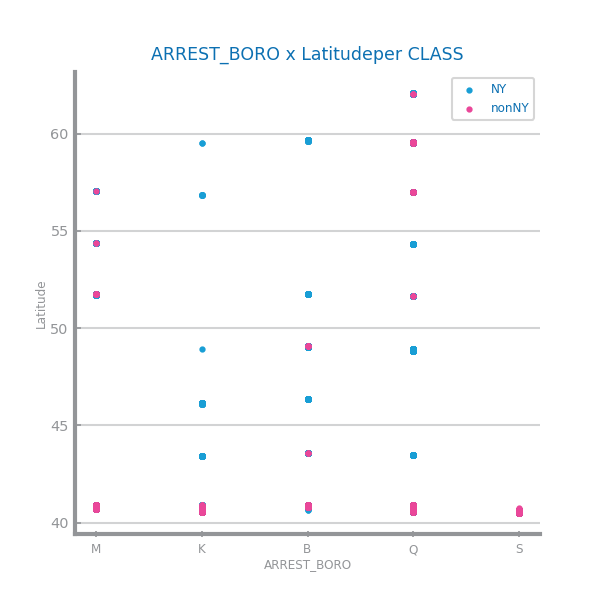 ARREST_BORO x Latitudeper CLASS
NY
nonNY
60
55
50
45
40
Latitude
M K B Q S
ARREST_BORO